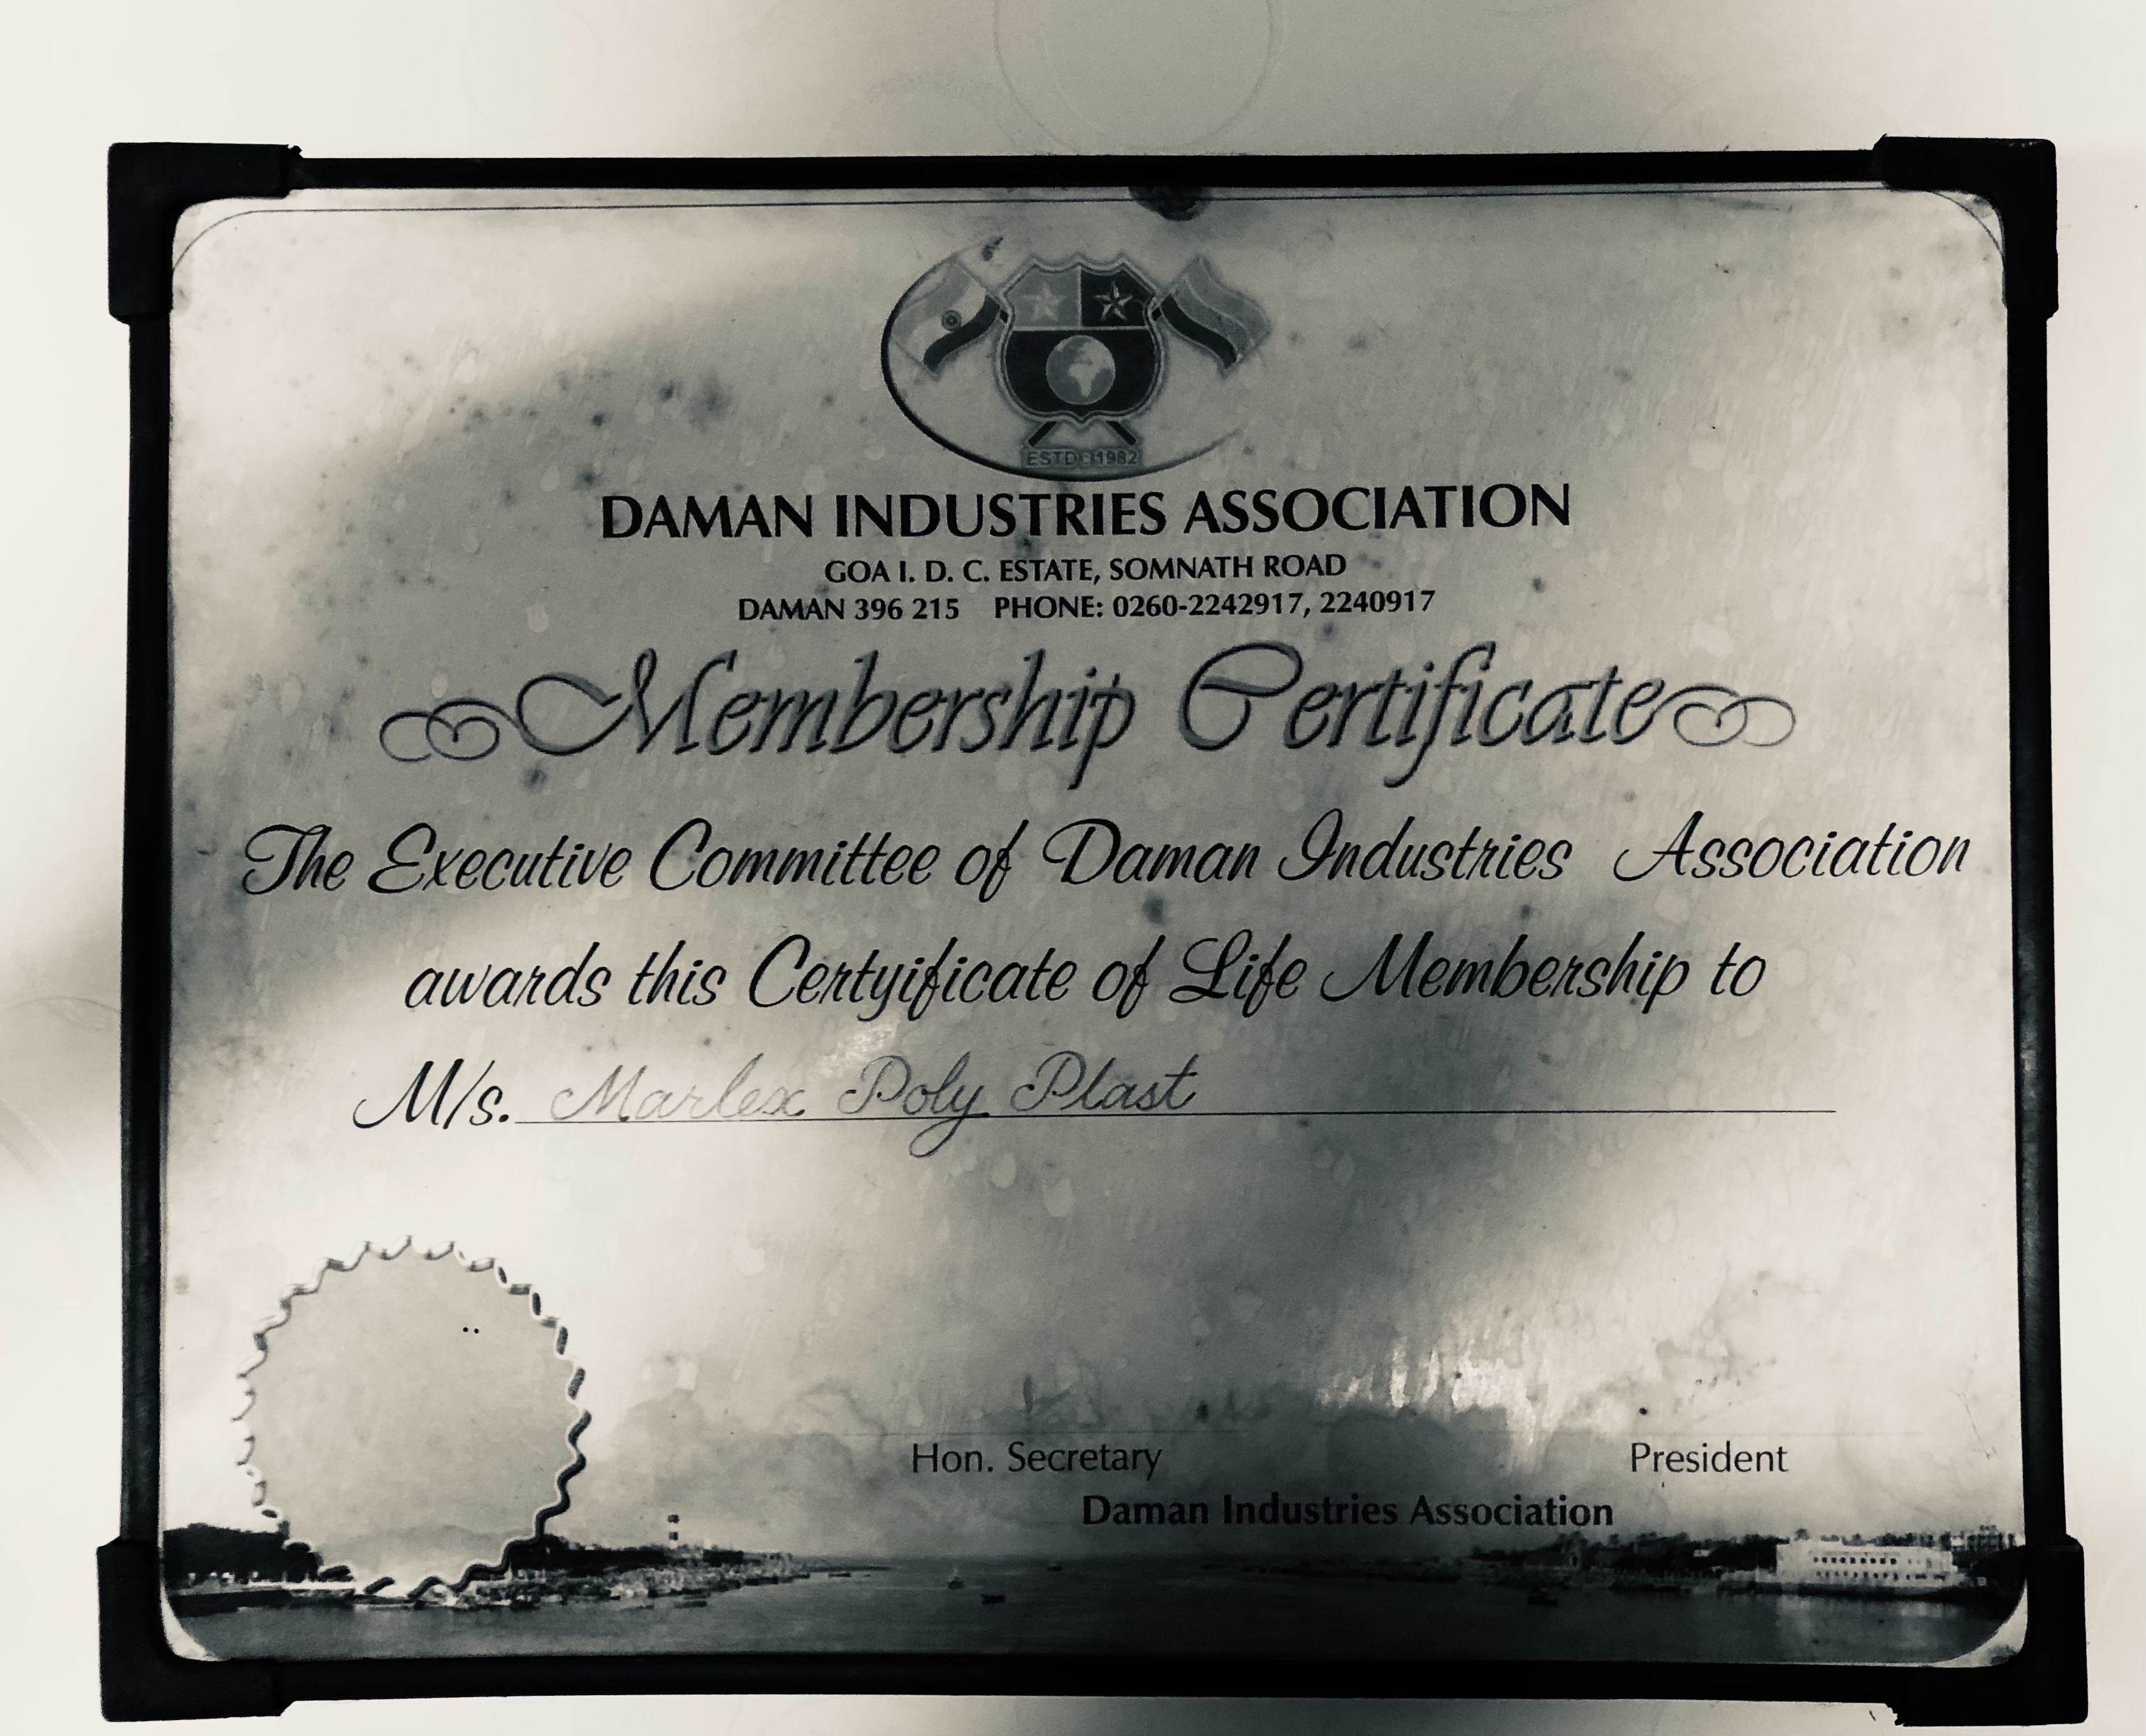 ESTD 1982
DAMAN INDUSTRIES ASSOCIATION
GOA I. D. C. ESTATE, SOMNATH ROAD
DAMAN 396 215 PHONE: 0260-2242917, 2240917
Membership Certificate
The Executive Committee of Daman Industries Association
awards this Certyificate of Life Membership to
M/s. Marlex Poly Plast
Hon. Secretary President
Daman Industries Association